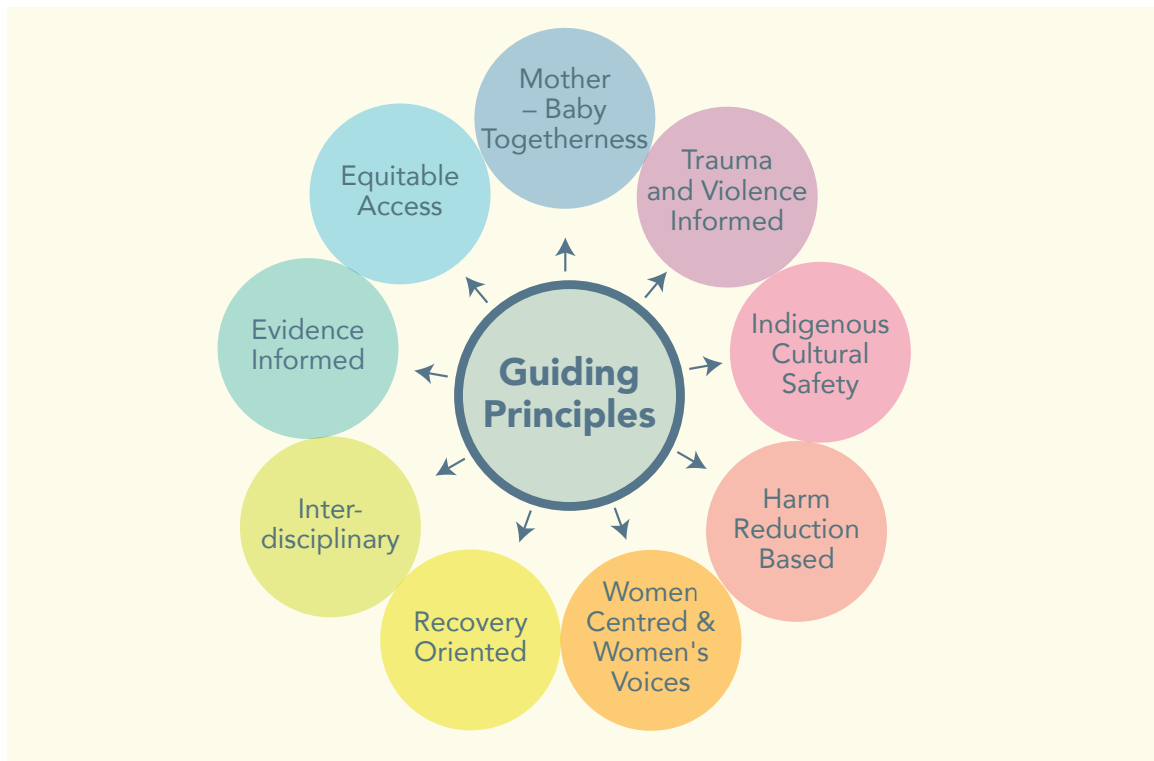 Mother
– Baby
Togetherness
Trauma
and Violence
Informed
Indigenous
Cultural
Safety
Harm
Reduction
Based
Women
Centred &
Women's
Voices
Recovery
Oriented
Inter-
disciplinary
Evidence
Informed
Equitable
Access
Guiding
Principles